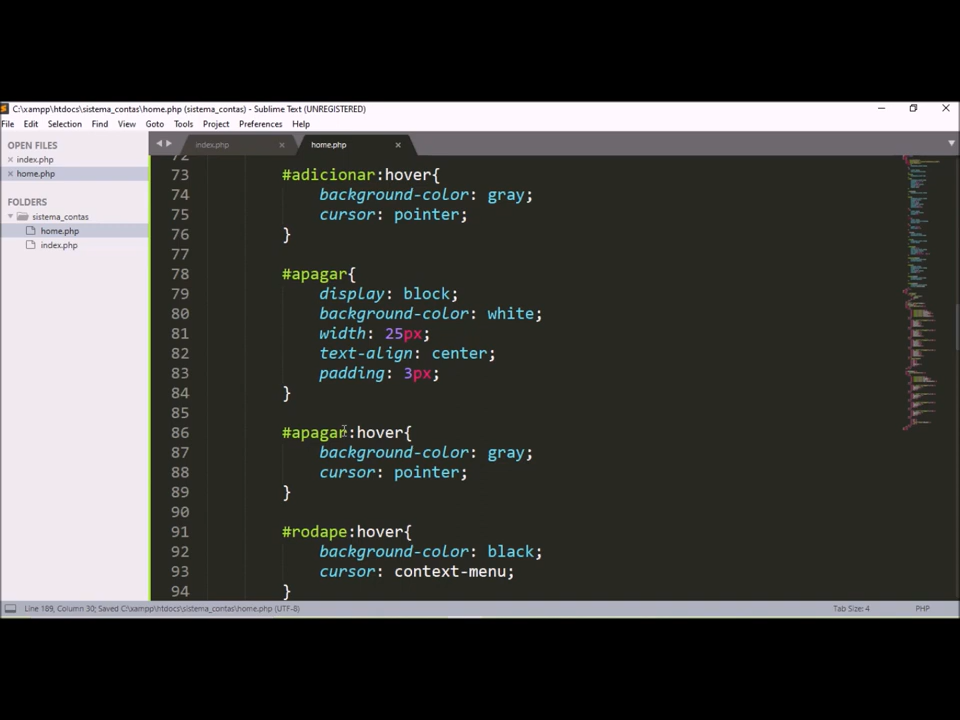 C:\xampp\htdocs\sistema_contas\home.php (sistema_contas) - Sublime Text (UNREGISTERED)
File Edit Selection Find View Goto Tools Project Preferences Help
OPEN FILES
× index.php
× home.php
FOLDERS
sistema_contas
home.php
index.php
index.php × home.php ×
72
73 #adicionar:hover{
74 background-color: gray;
75 cursor: pointer;
76 }
77
78 #apagar{
79 display: block;
80 background-color: white;
81 width: 25px;
82 text-align: center;
83 padding: 3px;
84 }
85
86 #apagar:hover{
87 background-color: gray;
88 cursor: pointer;
89 }
90
91 #rodape:hover{
92 background-color: black;
93 cursor: context-menu;
94 }
Line 189, Column 30; Saved C:\xampp\htdocs\sistema_contas\home.php (UTF-8) Tab Size: 4 PHP